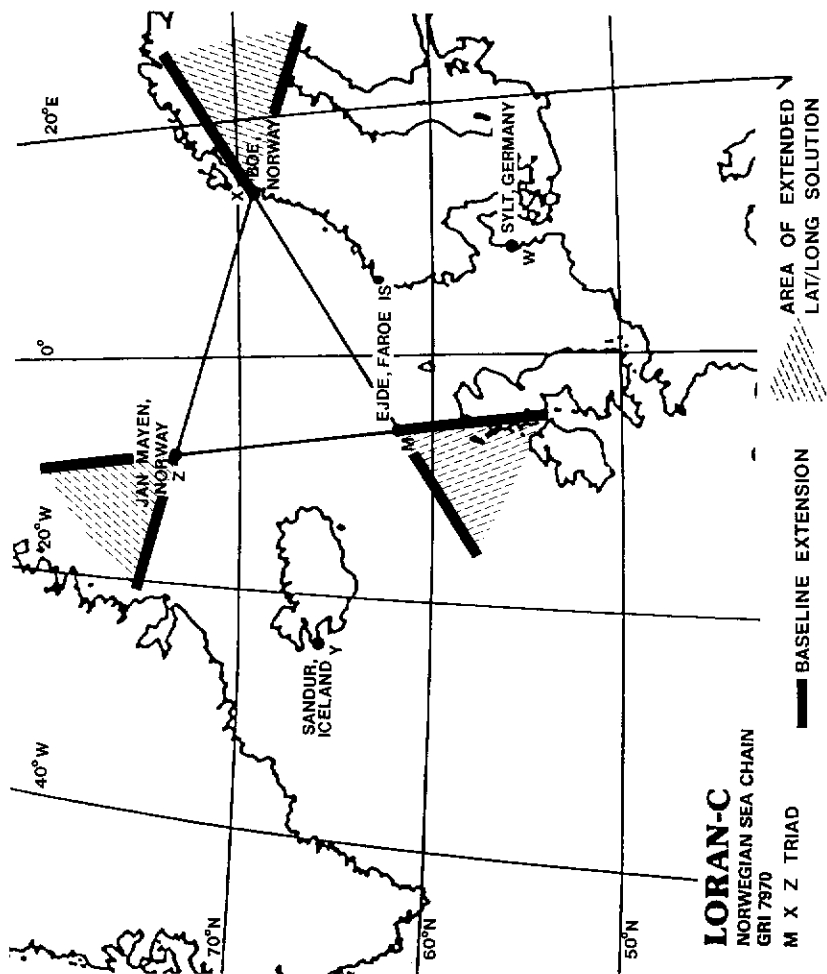 40°W
20°W
0°
20°E
JAN MAYEN,
NORWAY
Z
X
BOE,
NORWAY
SANDUR,
ICELAND
Y
EJDE, FAROE IS
M
SYLT, GERMANY
W
70°N
60°N
50°N
LORAN-C
NORWEGIAN SEA CHAIN
GRI 7970
M X Z TRIAD
BASELINE EXTENSION
AREA OF EXTENDED
LAT/LONG SOLUTION